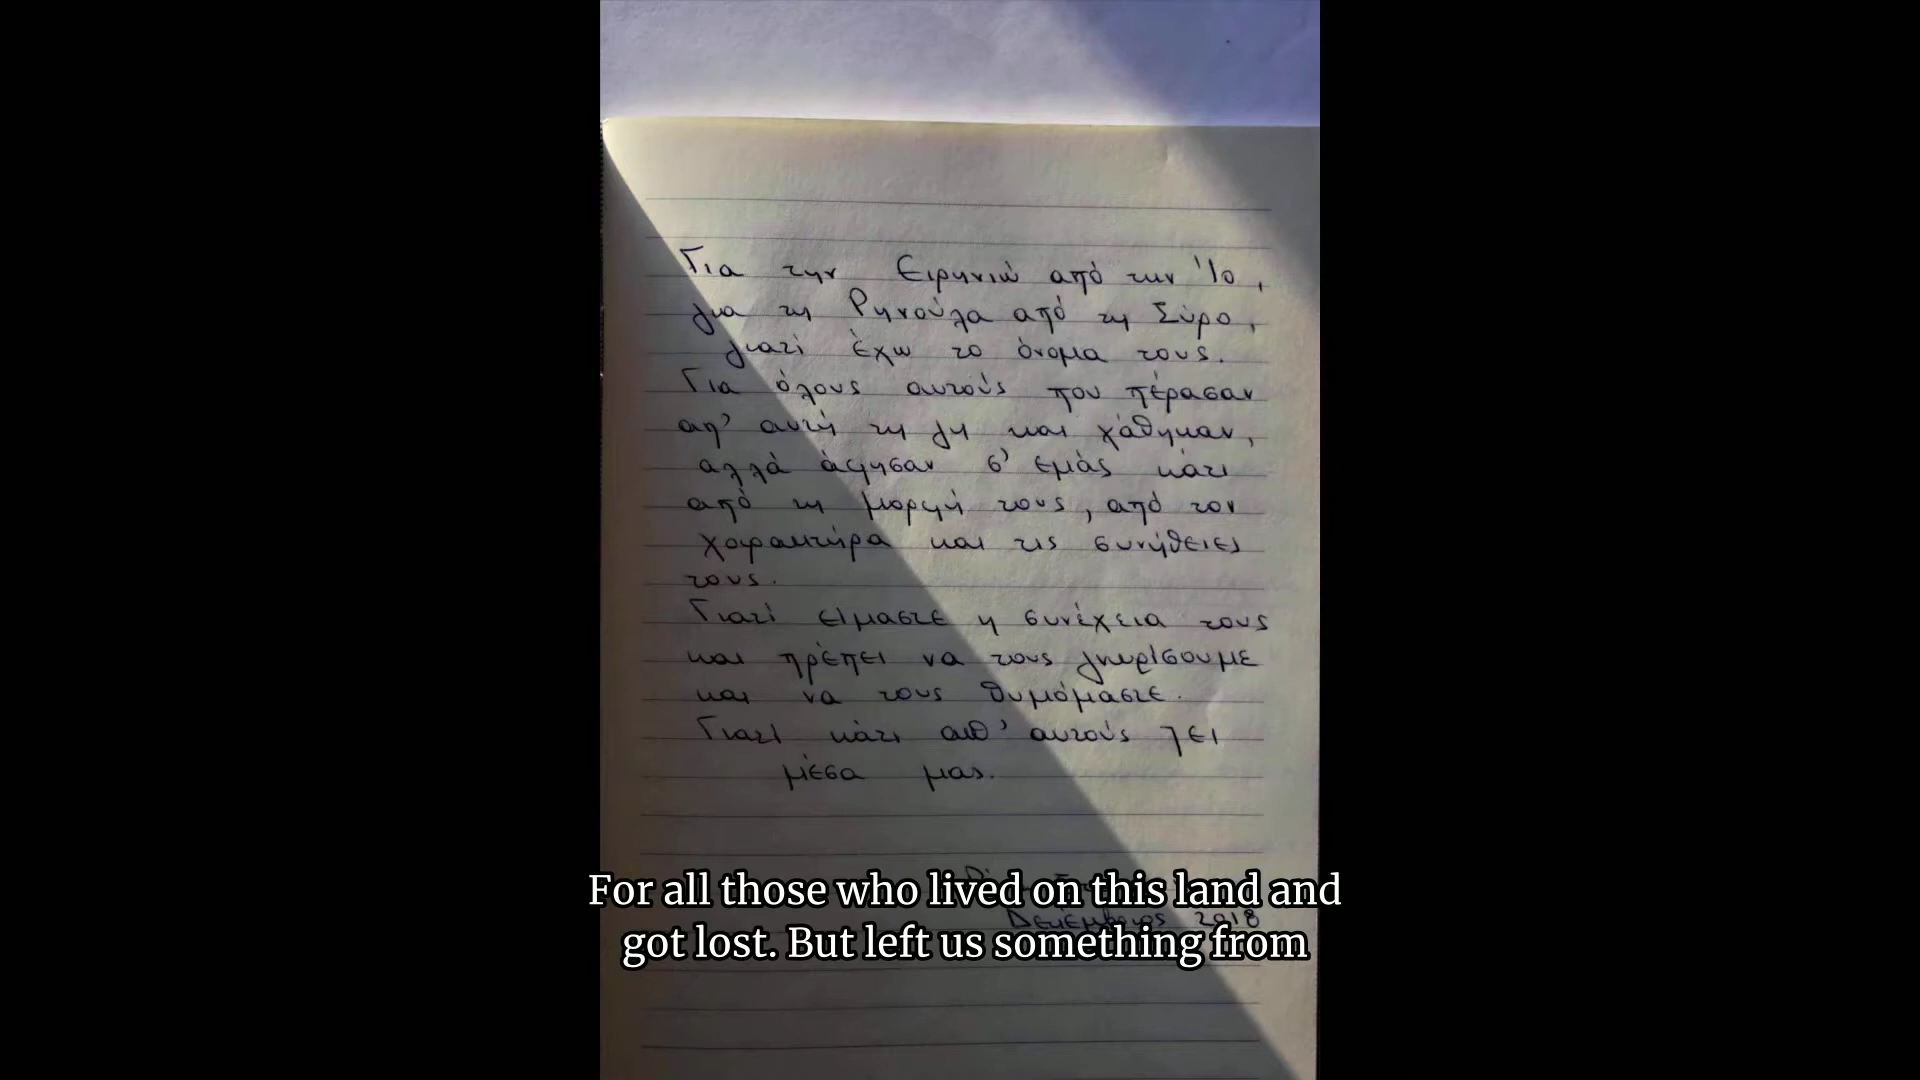 Για την Ειρηνιώ από την Ίο,
για τη Ρηνούλα από τη Σύρο,
γιατί έχω το όνομα τους.
Για όλους αυτούς που πέρασαν
απ' αυτή τη γη και χάθηκαν,
αλλά άφησαν σ' εμάς κάτι
από τη μορφή τους, από τον
χαρακτήρα και τις συνήθειες
τους.
Γιατί είμαστε η συνέχεια τους
και πρέπει να τους γνωρίσουμε
και να τους θυμόμαστε.
Γιατί κάτι απ' αυτούς ζει
μέσα μας.
Δεκέμβριος 2018
For all those who lived on this land and
got lost. But left us something from